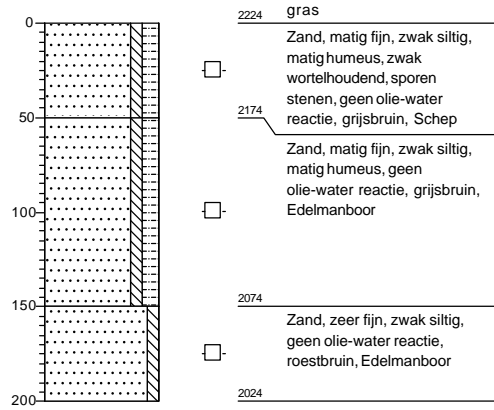 0
50
100
150
200
2224
gras
Zand, matig fijn, zwak siltig,
matig humeus, zwak
wortelhoudend, sporen
stenen, geen olie-water
reactie, grijsbruin, Schep
2174
Zand, matig fijn, zwak siltig,
matig humeus, geen
olie-water reactie, grijsbruin,
Edelmanboor
2074
Zand, zeer fijn, zwak siltig,
geen olie-water reactie,
roestbruin, Edelmanboor
2024